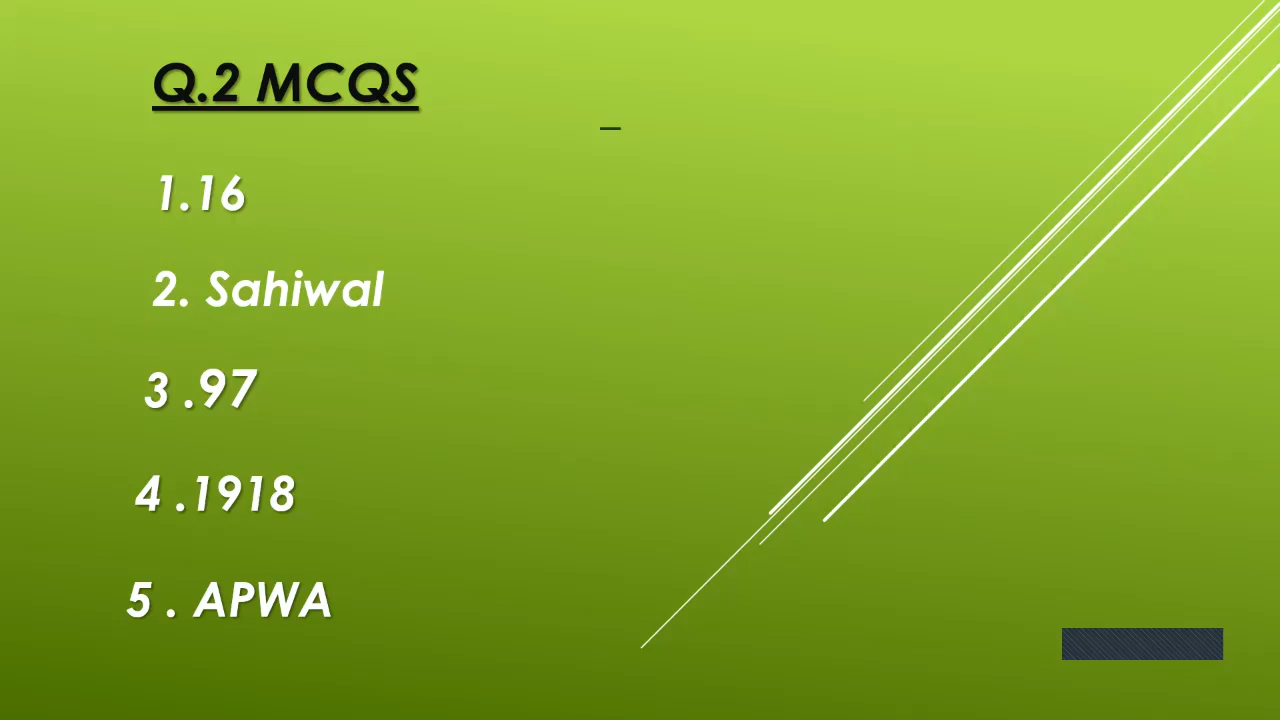 Q.2 MCQS
_
1.16
2. Sahiwal
3 .97
4 .1918
5 . APWA